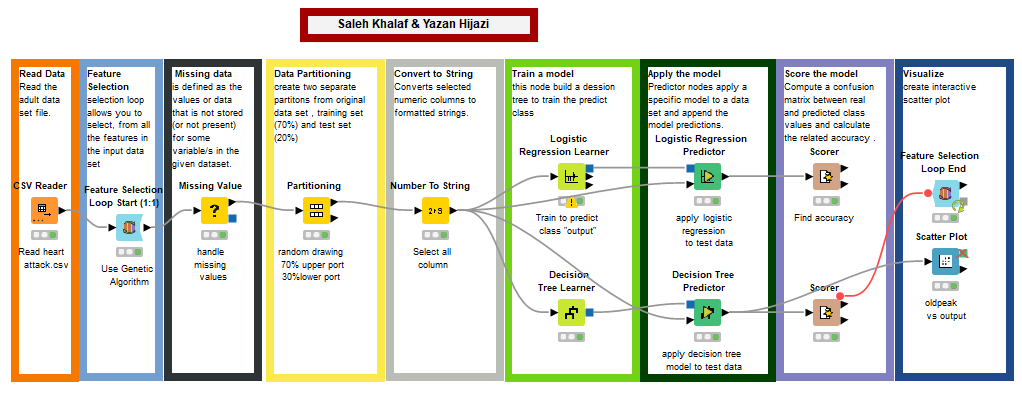 Saleh Khalaf & Yazan Hijazi
Read Data
Read the
adult data
set file.
CSV Reader
Read heart
attack.csv
Feature
Selection
selection loop
allows you to
select, from all
the features in
the input data
set
Feature Selection
Loop Start (1:1)
Use Genetic
Algorithm
Missing data
is defined as the
values or data
that is not stored
(or not present)
for some
variable/s in the
given dataset.
Missing Value
?
handle
missing
values
Data Partitioning
create two separate
partitons from original
data set , training set
(70%) and test set
(20%)
Partitioning
random drawing
70% upper port
30%lower port
Convert to String
Converts selected
numeric columns to
formatted strings.
Number To String
2→S
Select all
column
Train a model
this node build a dession
tree to train the predict
class
Logistic
Regression Learner
Train to predict
class "output"
Decision
Tree Learner
Apply the model
Predictor nodes apply a
specific model to a data
set and append the
model predictions.
Logistic Regression
Predictor
apply logistic
regression
to test data
Decision Tree
Predictor
apply decision tree
model to test data
Score the model
Compute a confusion
matrix between real
and predicted class
values and calculate
the related accuracy .
Scorer
Find accuracy
Scorer
Visualize
create interactive
scatter plot
Feature Selection
Loop End
Scatter Plot
oldpeak
vs output